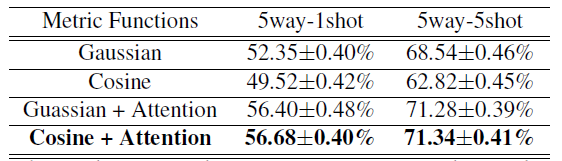 Metric Functions 5way-1shot 5way-5shot
Gaussian 52.35±0.40% 68.54±0.46%
Cosine 49.52±0.42% 62.82±0.45%
Guassian + Attention 56.40±0.48% 71.28±0.39%
Cosine + Attention 56.68±0.40% 71.34±0.41%